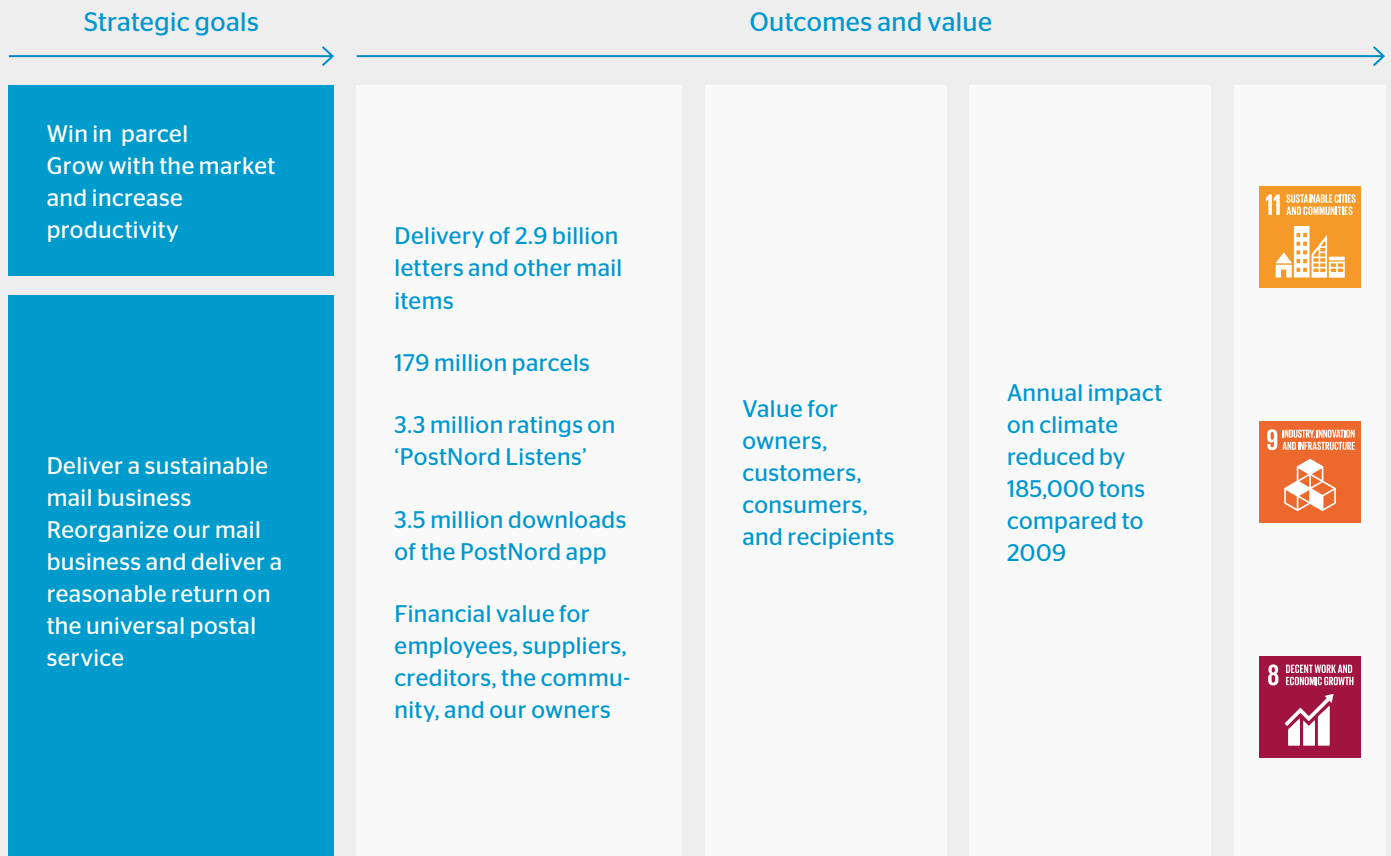 Strategic goals
Outcomes and value
Win in parcel
Grow with the market
and increase
productivity
Deliver a sustainable
mail business
Reorganize our mail
business and deliver a
reasonable return on
the universal postal
service
Delivery of 2.9 billion
letters and other mail
items
179 million parcels
3.3 million ratings on
‘PostNord Listens’
3.5 million downloads
of the PostNord app
Financial value for
employees, suppliers,
creditors, the commu-
nity, and our owners
Value for
owners,
customers,
consumers,
and recipients
Annual impact
on climate
reduced by
185,000 tons
compared to
2009
11 SUSTAINABLE CITIES
AND COMMUNITIES
9 INDUSTRY, INNOVATION
AND INFRASTRUCTURE
8 DECENT WORK AND
ECONOMIC GROWTH